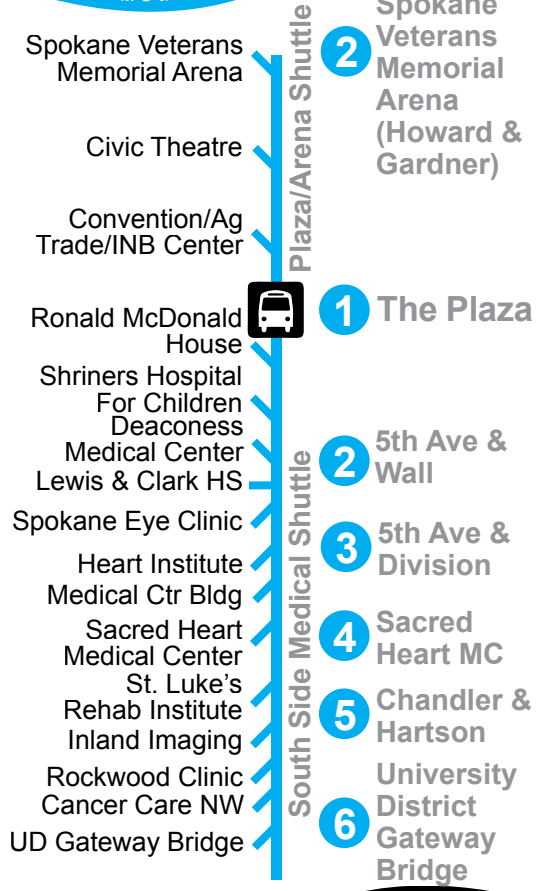 Spokane Veterans
Memorial Arena
Civic Theatre
Convention/Ag
Trade/INB Center
Ronald McDonald
House
Shriners Hospital
For Children
Deaconess
Medical Center
Lewis & Clark HS
Spokane Eye Clinic
Heart Institute
Medical Ctr Bldg
Sacred Heart
Medical Center
St. Luke's
Rehab Institute
Inland Imaging
Rockwood Clinic
Cancer Care NW
UD Gateway Bridge
Plaza/Arena Shuttle
South Side Medical Shuttle
2 Spokane
Veterans
Memorial
Arena
(Howard &
Gardner)
1 The Plaza
2 5th Ave &
Wall
3 5th Ave &
Division
4 Sacred
Heart MC
5 Chandler &
Hartson
6 University
District
Gateway
Bridge